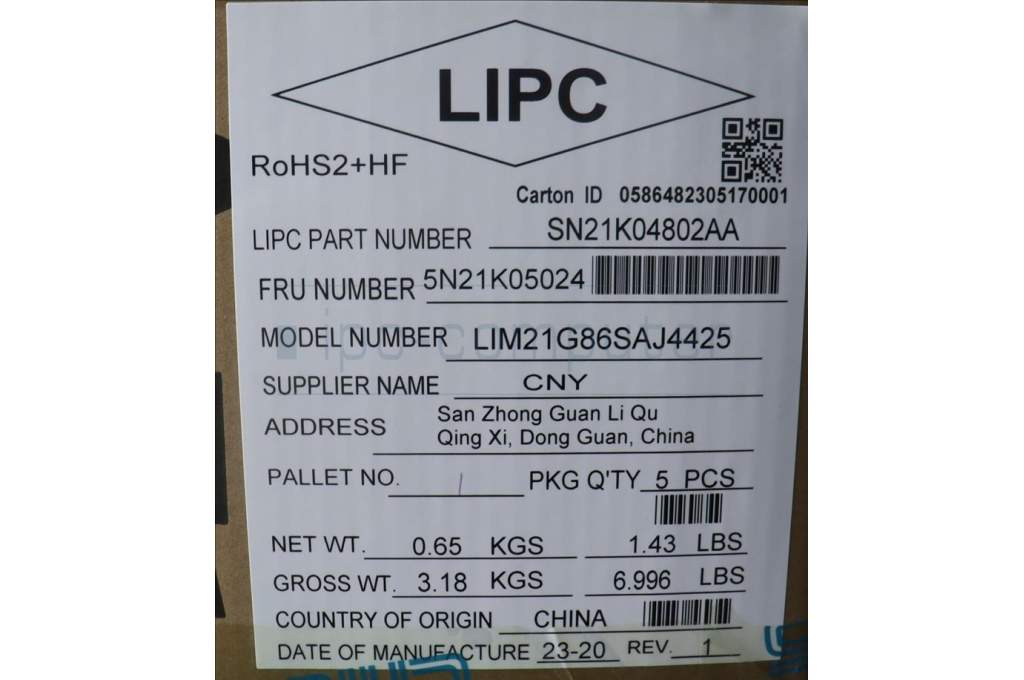 LIPC
RoHS2+HF
Carton ID 0586482305170001
LIPC PART NUMBER SN21K04802AA
FRU NUMBER 5N21K05024
MODEL NUMBER LIM21G86SAJ4425
ipc computer
SUPPLIER NAME CNY
ADDRESS San Zhong Guan Li Qu
Qing Xi, Dong Guan, China
PALLET NO. / PKG Q'TY 5 PCS
NET WT. 0.65 KGS 1.43 LBS
GROSS WT. 3.18 KGS 6.996 LBS
COUNTRY OF ORIGIN CHINA
DATE OF MANUFACTURE 23-20 REV. 1